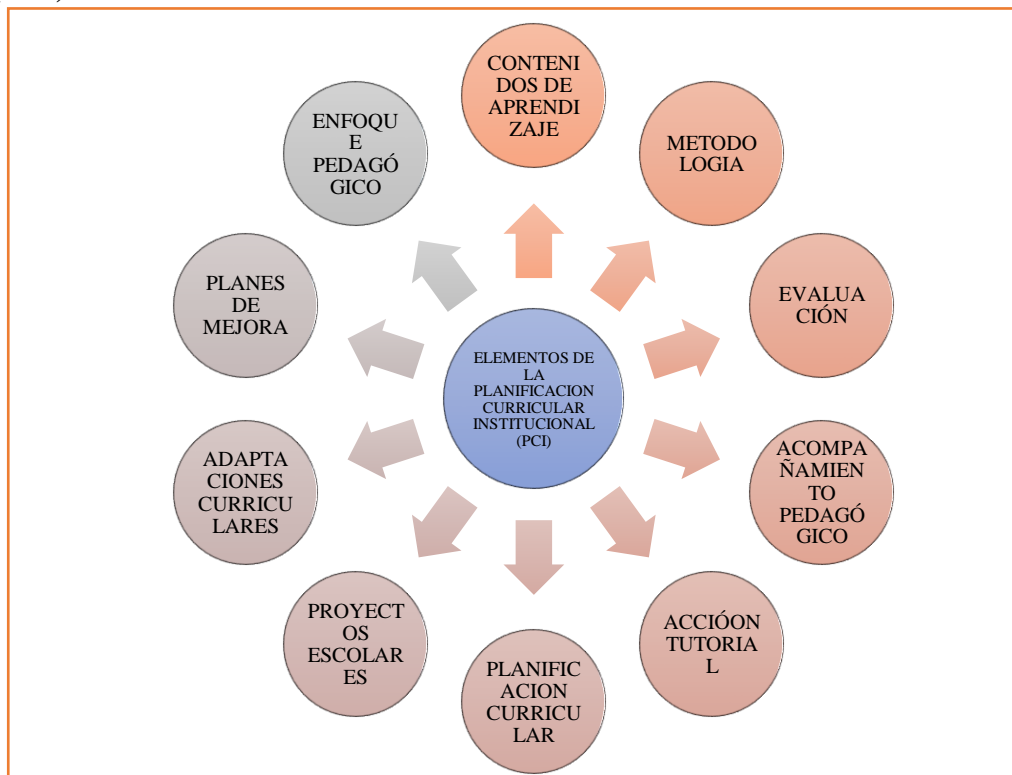 CONTENI
DOS DE
APRENDI
ZAJE
METODO
LOGIA
EVALUA
CIÓN
ACOMPA
ÑAMIEN
TO
PEDAGÓ
GICO
ACCIÓON
TUTORIA
L
PLANIFIC
ACION
CURRICU
LAR
PROYECT
OS
ESCOLAR
ES
ADAPTA
CIONES
CURRICU
LARES
PLANES
DE
MEJORA
ENFOQU
E
PEDAGÓ
GICO
ELEMENTOS DE
LA
PLANIFICACION
CURRICULAR
INSTITUCIONAL
(PCI)